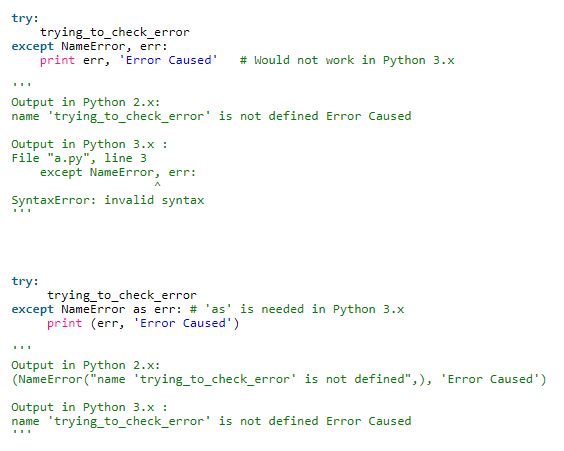 try:
    trying_to_check_error
except NameError, err:
    print err, 'Error Caused'   # Would not work in Python 3.x
'''
Output in Python 2.x:
name 'trying_to_check_error' is not defined Error Caused
Output in Python 3.x :
File "a.py", line 3
    except NameError, err:
                    ^
SyntaxError: invalid syntax
'''
try:
     trying_to_check_error
except NameError as err: # 'as' is needed in Python 3.x
     print (err, 'Error Caused')
'''
Output in Python 2.x:
(NameError("name 'trying_to_check_error' is not defined",), 'Error Caused')
Output in Python 3.x :
name 'trying_to_check_error' is not defined Error Caused
'''